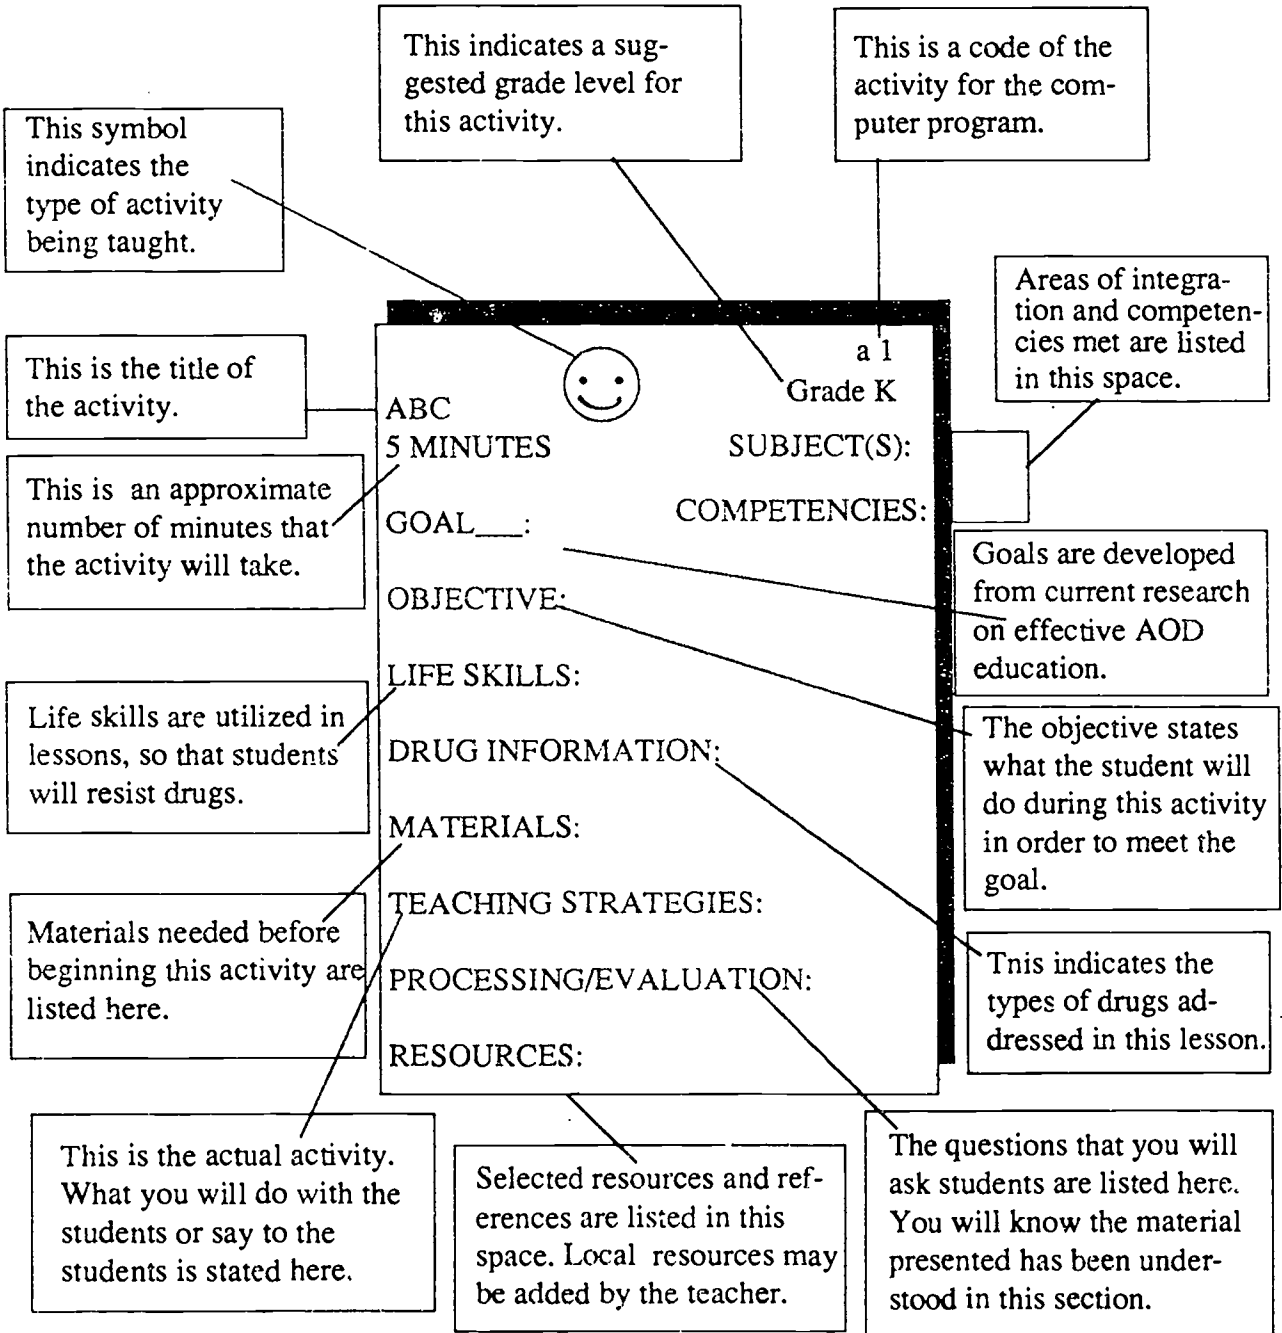 This indicates a sug-
gested grade level for
this activity.
This is a code of the
activity for the com-
puter program.
This symbol
indicates the
type of activity
being taught.
Areas of integra-
tion and competen-
cies met are listed
in this space.
This is the title of
the activity.
This is an approximate
number of minutes that
the activity will take.
Life skills are utilized in
lessons, so that students
will resist drugs.
Materials needed before
beginning this activity are
listed here.
a 1
Grade K
ABC
5 MINUTES
SUBJECT(S):
COMPETENCIES:
GOAL___:
OBJECTIVE:
LIFE SKILLS:
DRUG INFORMATION:
MATERIALS:
TEACHING STRATEGIES:
PROCESSING/EVALUATION:
RESOURCES:
Goals are developed
from current research
on effective AOD
education.
The objective states
what the student will
do during this activity
in order to meet the
goal.
Tnis indicates the
types of drugs ad-
dressed in this lesson.
This is the actual activity.
What you will do with the
students or say to the
students is stated here.
Selected resources and ref-
erences are listed in this
space. Local resources may
be added by the teacher.
The questions that you will
ask students are listed here.
You will know the material
presented has been under-
stood in this section.